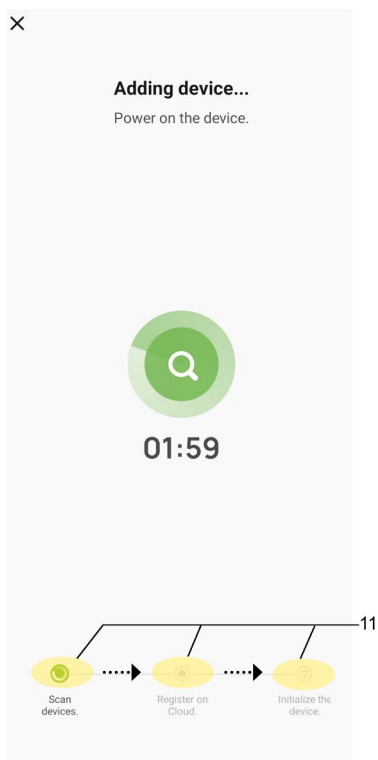 Adding device...
Power on the device.
01:59
11
Scan
devices.
Register on
Cloud.
Initialize the
device.